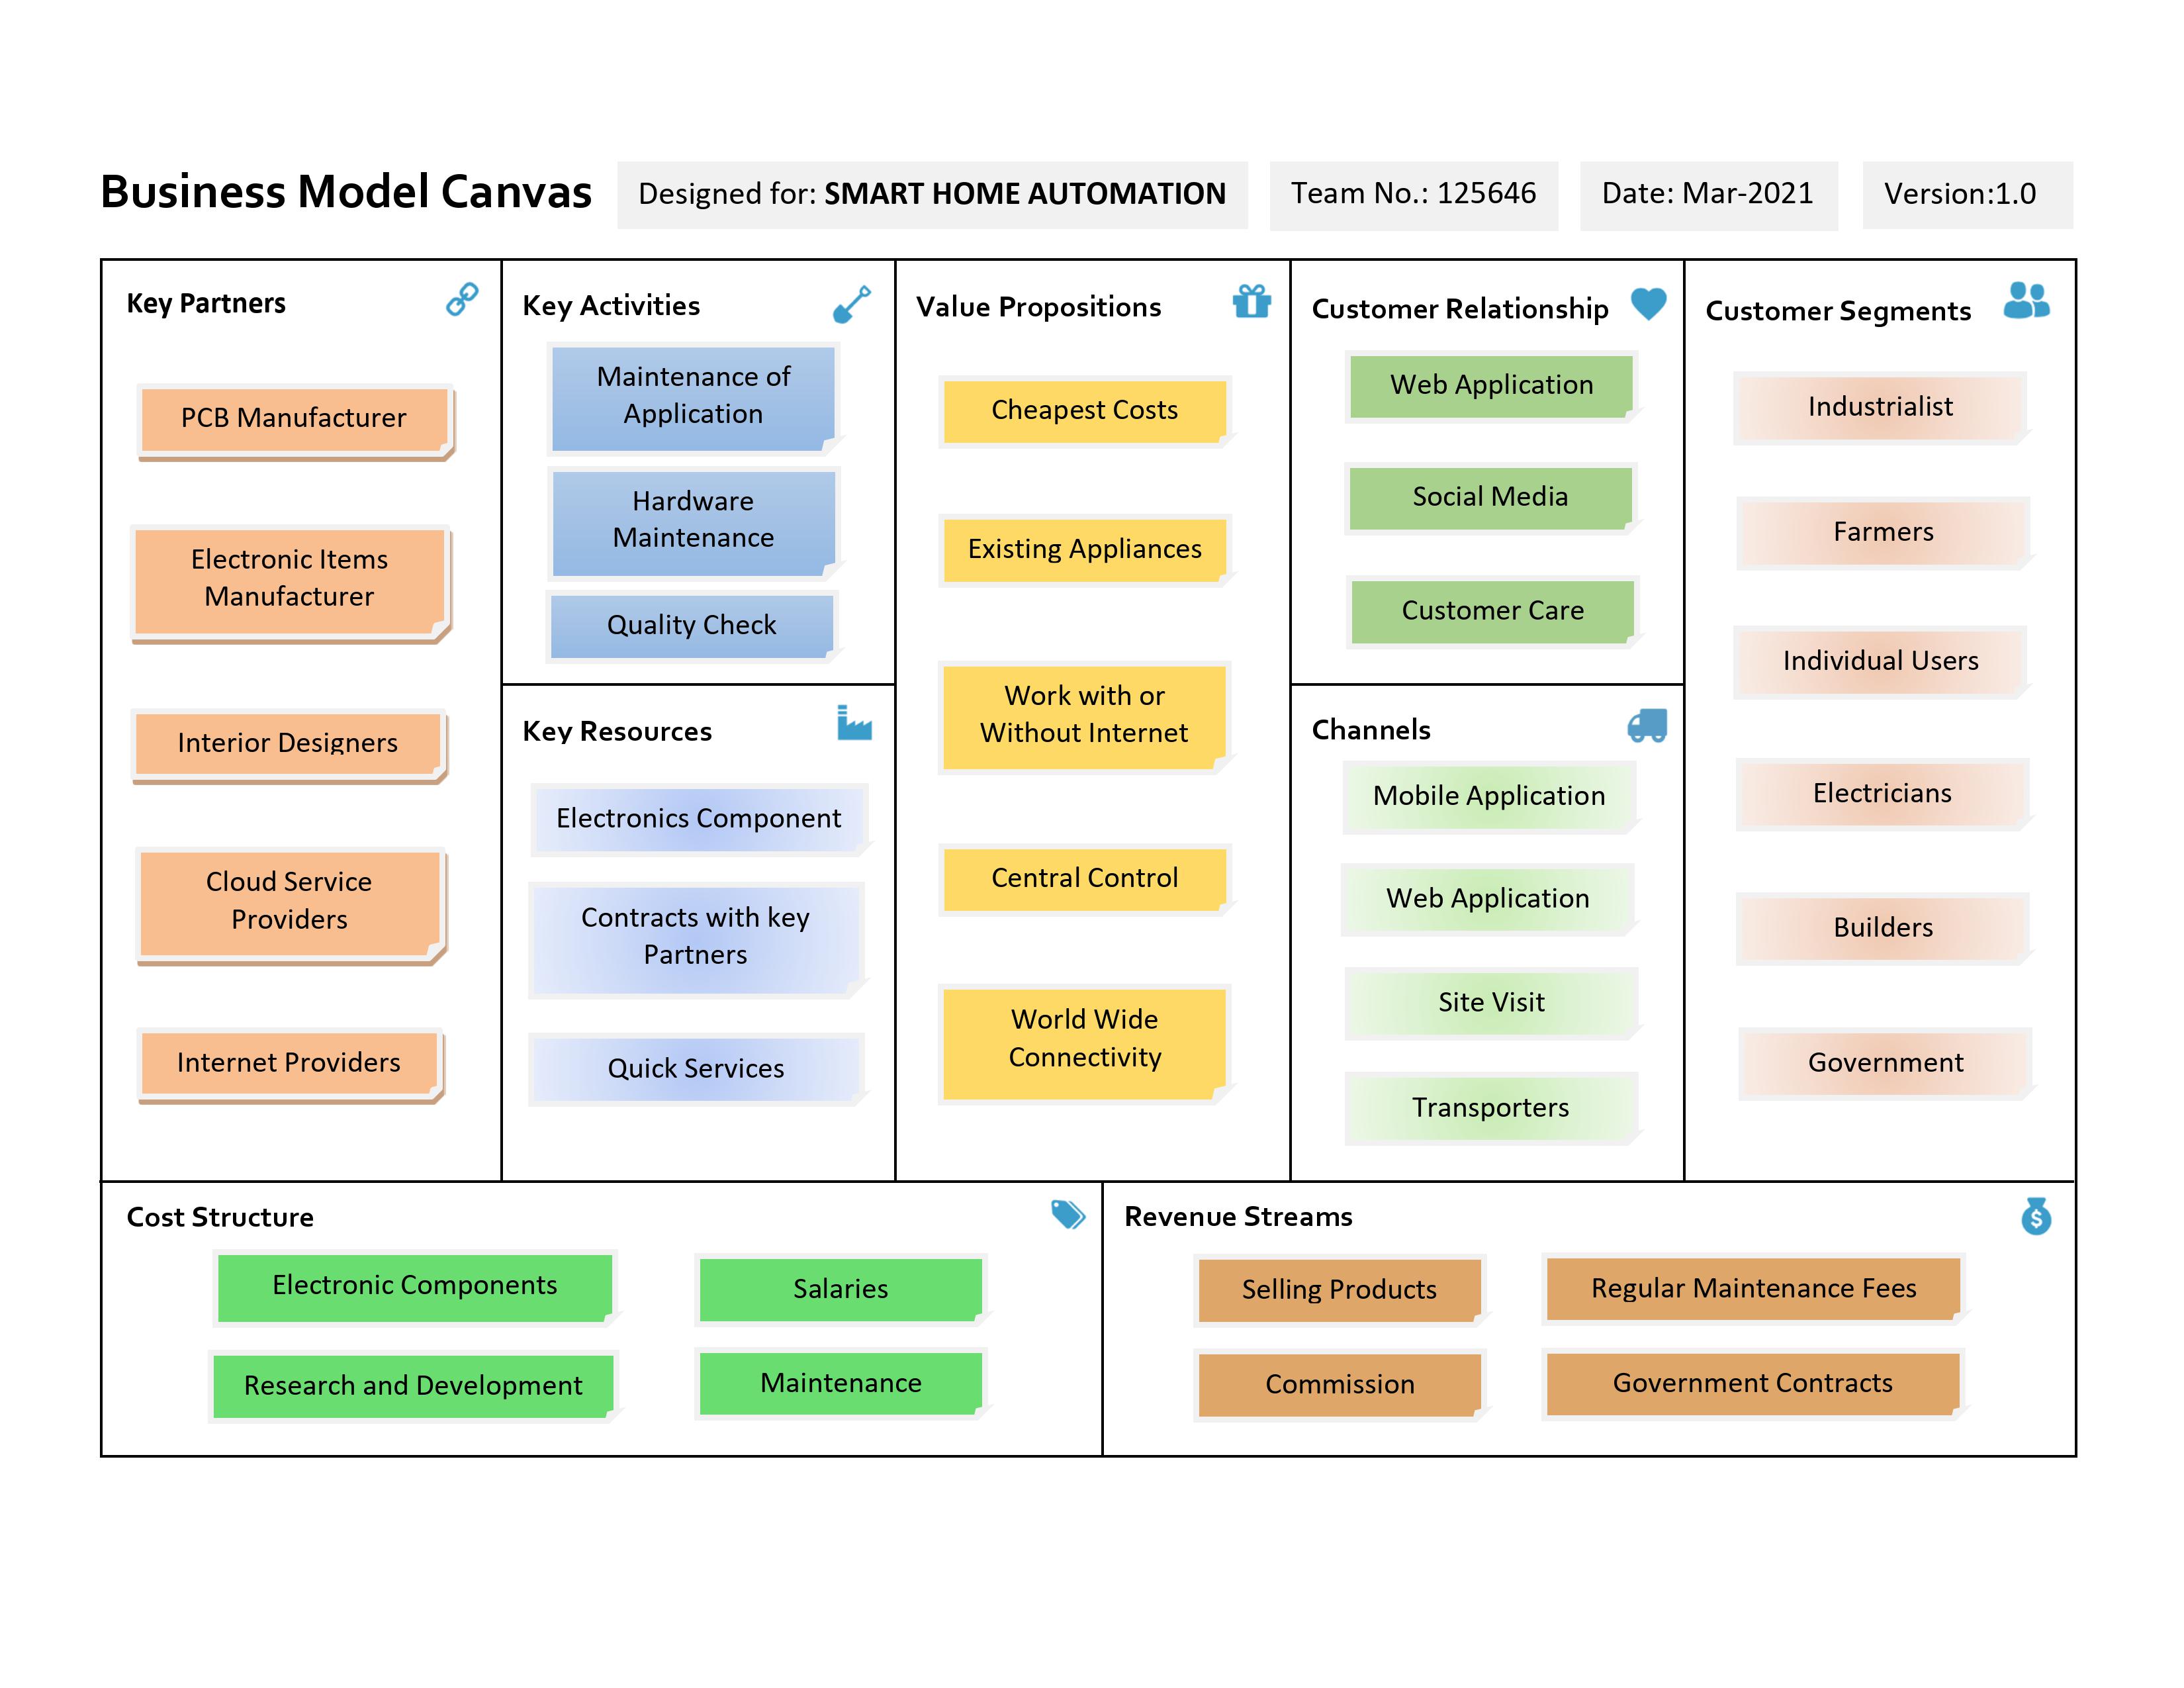 Business Model Canvas
Designed for: SMART HOME AUTOMATION
Team No.: 125646
Date: Mar-2021
Version:1.0
Key Partners
PCB Manufacturer
Electronic Items
Manufacturer
Interior Designers
Cloud Service
Providers
Internet Providers
Key Activities
Maintenance of
Application
Hardware
Maintenance
Quality Check
Key Resources
Electronics Component
Contracts with key
Partners
Quick Services
Value Propositions
Cheapest Costs
Existing Appliances
Work with or
Without Internet
Central Control
World Wide
Connectivity
Customer Relationship
Web Application
Social Media
Customer Care
Channels
Mobile Application
Web Application
Site Visit
Transporters
Customer Segments
Industrialist
Farmers
Individual Users
Electricians
Builders
Government
Cost Structure
Electronic Components
Salaries
Research and Development
Maintenance
Revenue Streams
$
Selling Products
Regular Maintenance Fees
Commission
Government Contracts